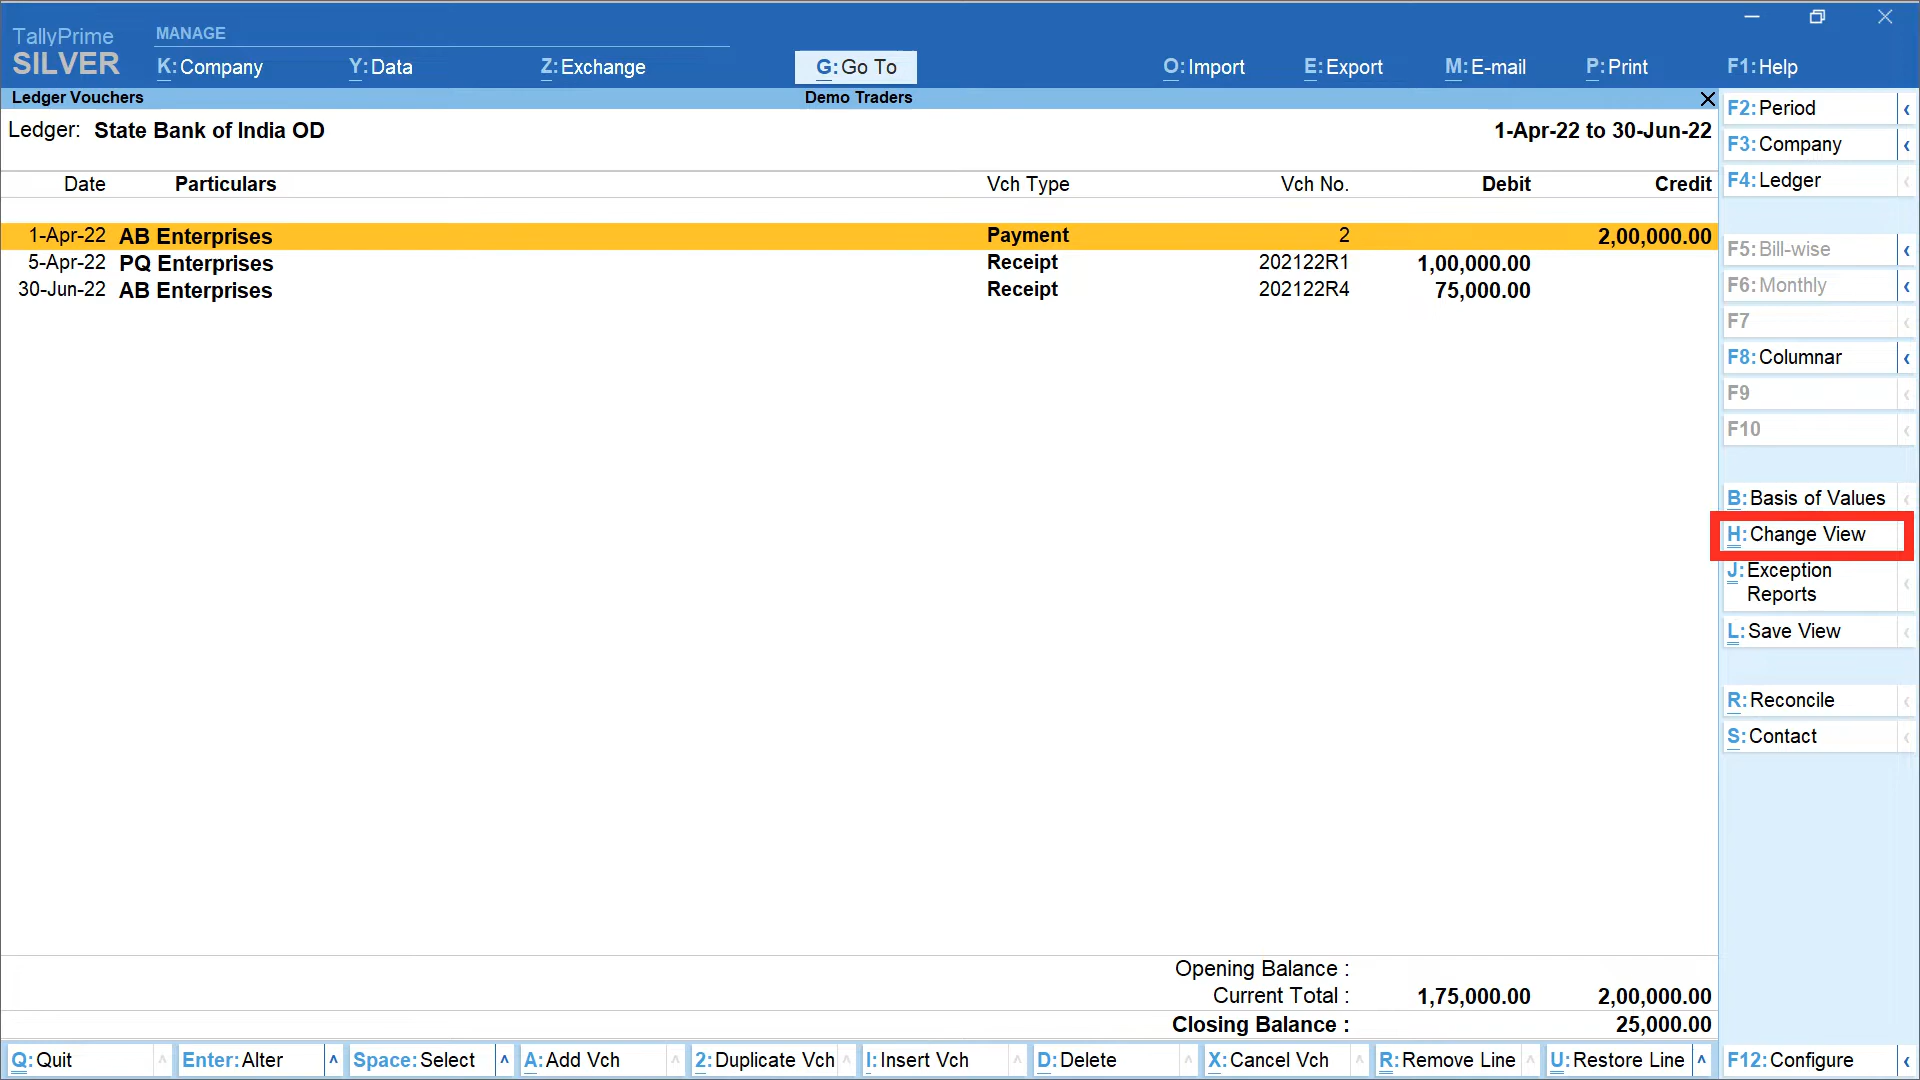 TallyPrime
SILVER
MANAGE
K: Company Y: Data Z: Exchange G: Go To O: Import E: Export M: E-mail P: Print F1: Help
Ledger Vouchers Demo Traders
Ledger: State Bank of India OD 1-Apr-22 to 30-Jun-22
Date Particulars Vch Type Vch No. Debit Credit
1-Apr-22 AB Enterprises Payment 2 2,00,000.00
5-Apr-22 PQ Enterprises Receipt 202122R1 1,00,000.00
30-Jun-22 AB Enterprises Receipt 202122R4 75,000.00
Opening Balance :
Current Total : 1,75,000.00 2,00,000.00
Closing Balance : 25,000.00
F2: Period
F3: Company
F4: Ledger
F5: Bill-wise
F6: Monthly
F7
F8: Columnar
F9
F10
B: Basis of Values
H: Change View
J: Exception
Reports
L: Save View
R: Reconcile
S: Contact
Q: Quit Enter: Alter Space: Select A: Add Vch 2: Duplicate Vch I: Insert Vch D: Delete X: Cancel Vch R: Remove Line U: Restore Line F12: Configure